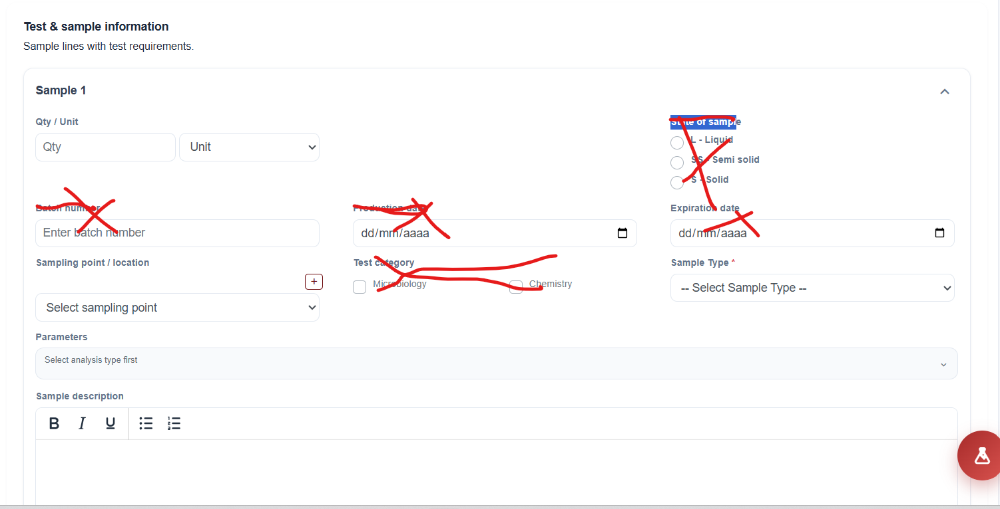 Test & sample information
Sample lines with test requirements.
Sample 1
Qty / Unit
State of sample
Qty
Unit
L - Liquid
SS - Semi solid
S - Solid
Batch number
Production date
Expiration date
Enter batch number
dd/mm/aaaa
dd/mm/aaaa
Sampling point / location
Test category
Sample Type *
+
Microbiology
Chemistry
-- Select Sample Type --
Select sampling point
Parameters
Select analysis type first
Sample description
B I U